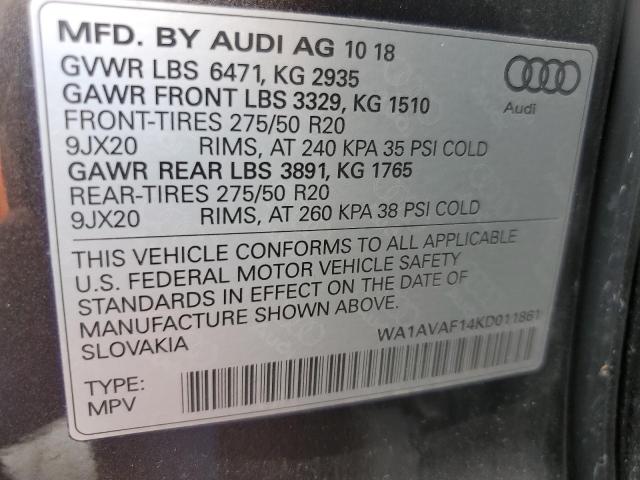 MFD. BY AUDI AG 10 18
GVWR LBS 6471, KG 2935
GAWR FRONT LBS 3329, KG 1510
FRONT-TIRES 275/50 R20
9JX20 RIMS, AT 240 KPA 35 PSI COLD
GAWR REAR LBS 3891, KG 1765
REAR-TIRES 275/50 R20
9JX20 RIMS, AT 260 KPA 38 PSI COLD
Audi
THIS VEHICLE CONFORMS TO ALL APPLICABLE
U.S. FEDERAL MOTOR VEHICLE SAFETY
STANDARDS IN EFFECT ON THE DATE OF
MANUFACTURE SHOWN ABOVE.
SLOVAKIA
WA1AVAF14KD011861
TYPE:
MPV